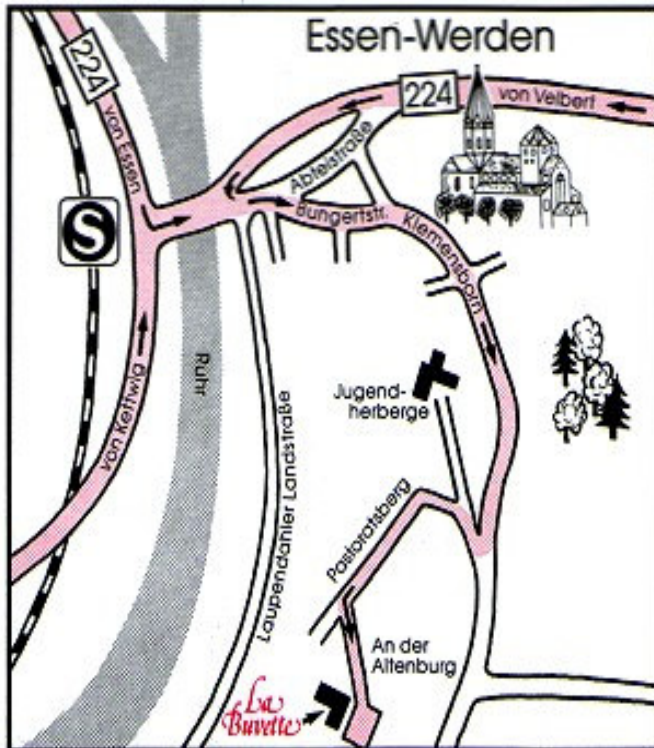 Essen-Werden
224
von Essen
224
von Velbert
Abteistraße
Bungertstr.
Klemensborn
S
Ruhr
von Kettwig
Jugend-
herberge
Laupendahler Landstraße
Pastoratsberg
An der
Altenburg
La
Buvette